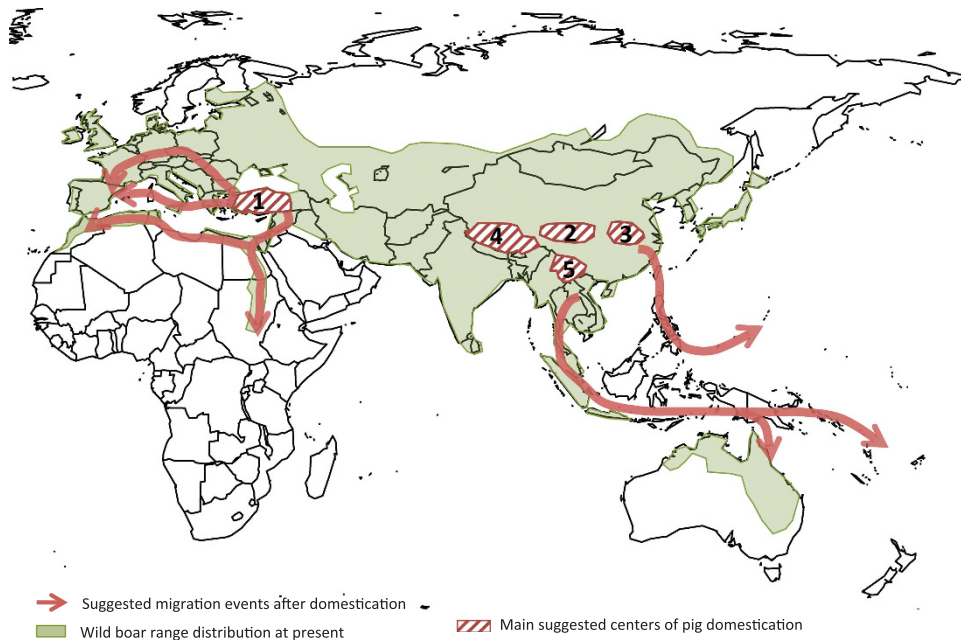 1
4
2
3
5
Suggested migration events after domestication
Wild boar range distribution at present
Main suggested centers of pig domestication